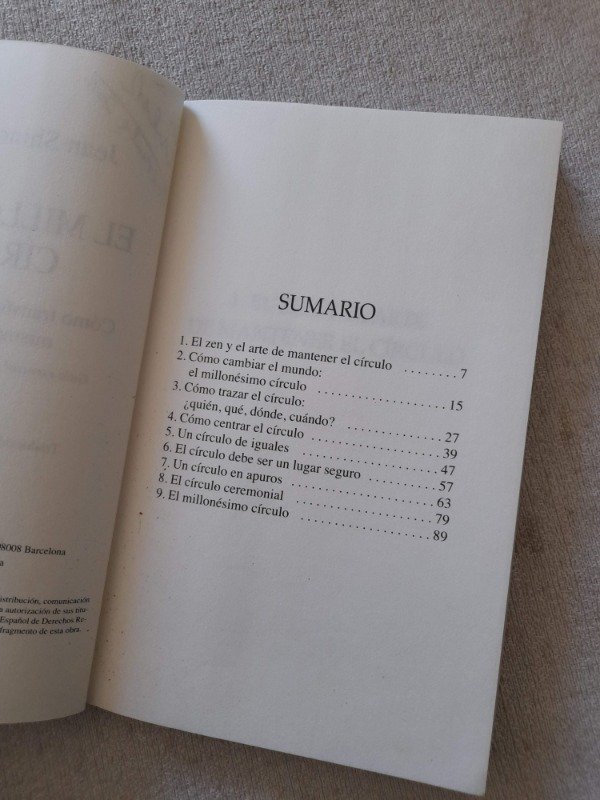 08008 Barcelona
distribución, comunicación
a autorización de sus titu-
Español de Derechos Re-
fragmento de esta obra.
SUMARIO
1. El zen y el arte de mantener el círculo ........ 7
2. Cómo cambiar el mundo:
el millonésimo círculo .................... 15
3. Cómo trazar el círculo:
¿quién, qué, dónde, cuándo? ................ 27
4. Cómo centrar el círculo .................... 39
5. Un círculo de iguales ...................... 47
6. El círculo debe ser un lugar seguro .......... 57
7. Un círculo en apuros ...................... 63
8. El círculo ceremonial ...................... 79
9. El millonésimo círculo .................... 89